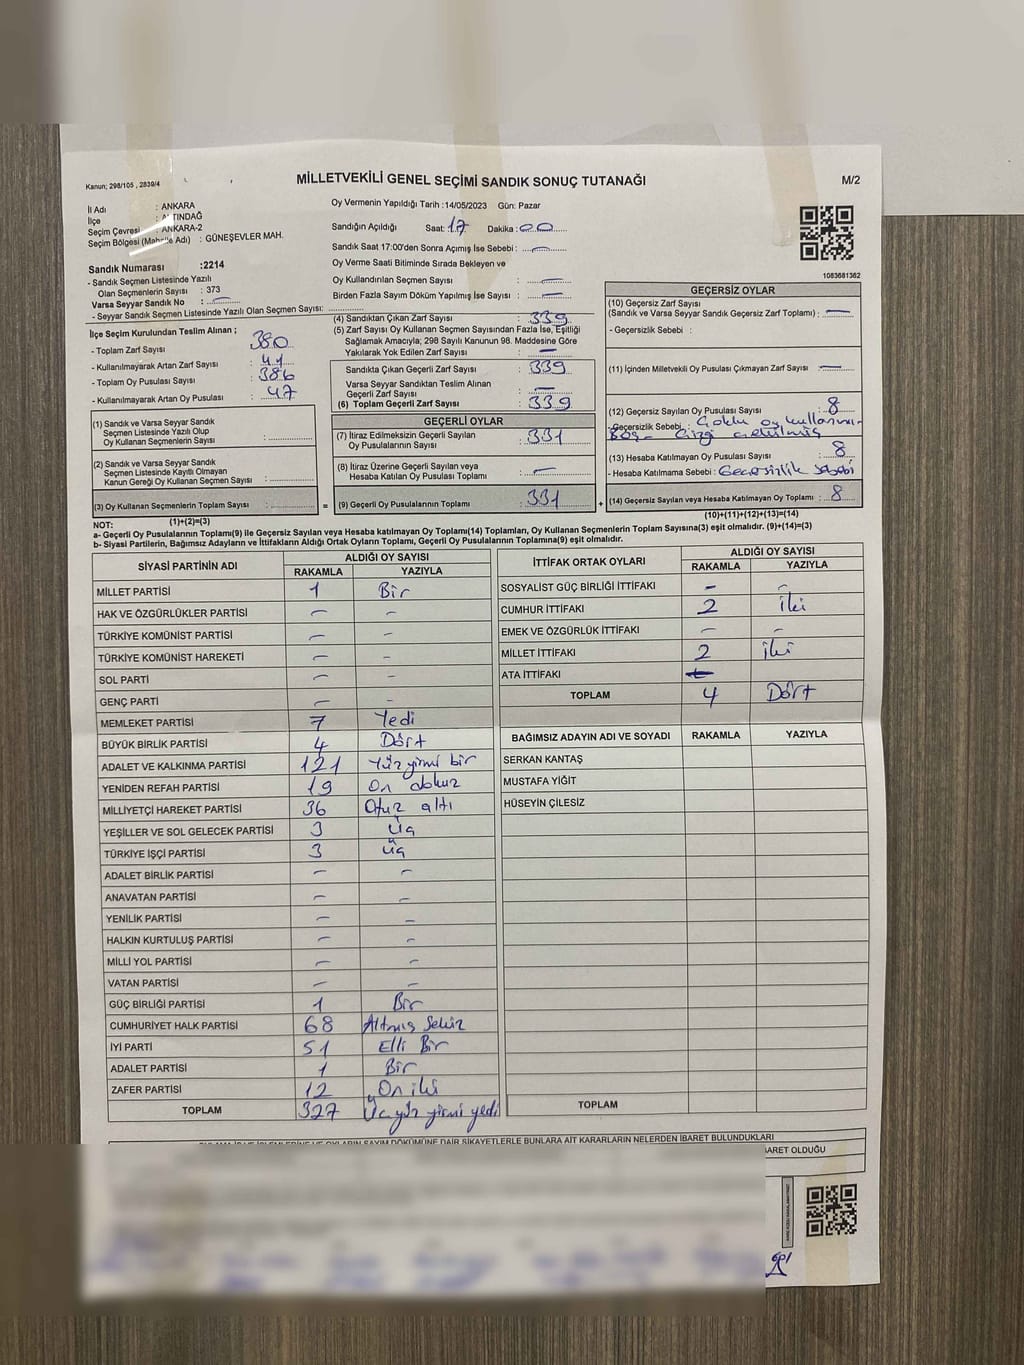 Kanun; 298/105 , 2839/4
MİLLETVEKİLİ GENEL SEÇİMİ SANDIK SONUÇ TUTANAĞI
M/2
İl Adı : ANKARA
İlçe : ALTINDAĞ
Seçim Çevresi : ANKARA-2
Seçim Bölgesi (Mahalle Adı) : GÜNEŞEVLER MAH.
Sandık Numarası :2214
- Sandık Seçmen Listesinde Yazılı
Olan Seçmenlerin Sayısı : 373
Varsa Seyyar Sandık No : —
- Seyyar Sandık Seçmen Listesinde Yazılı Olan Seçmen Sayısı:
İlçe Seçim Kurulundan Teslim Alınan ;
- Toplam Zarf Sayısı : 380
- Kullanılmayarak Artan Zarf Sayısı : 41
- Toplam Oy Pusulası Sayısı : 386
- Kullanılmayarak Artan Oy Pusulası : 47
(1) Sandık ve Varsa Seyyar Sandık
Seçmen Listesinde Yazılı Olup
Oy Kullanan Seçmenlerin Sayısı :
(2) Sandık ve Varsa Seyyar Sandık
Seçmen Listesinde Kayıtlı Olmayan
Kanun Gereği Oy Kullanan Seçmen Sayısı :
(3) Oy Kullanan Seçmenlerin Toplam Sayısı :
(1)+(2)=(3)
Oy Vermenin Yapıldığı Tarih :14/05/2023 Gün: Pazar
Sandığın Açıldığı Saat: 17 Dakika: 00
Sandık Saat 17:00'den Sonra Açmış İse Sebebi : —
Oy Verme Saati Bitiminde Sırada Bekleyen ve
Oy Kullandırılan Seçmen Sayısı : —
Birden Fazla Sayım Döküm Yapılmış İse Sayısı : —
(4) Sandıktan Çıkan Zarf Sayısı : 339
(5) Zarf Sayısı Oy Kullanan Seçmen Sayısından Fazla İse, Eşitliği
Sağlamak Amacıyla; 298 Sayılı Kanunun 98. Maddesine Göre
Yakılarak Yok Edilen Zarf Sayısı : —
Sandıkta Çıkan Geçerli Zarf Sayısı : 339
Varsa Seyyar Sandıktan Teslim Alınan
Geçerli Zarf Sayısı : —
(6) Toplam Geçerli Zarf Sayısı : 339
GEÇERLİ OYLAR
(7) İtiraz Edilmeksizin Geçerli Sayılan
Oy Pusulalarının Sayısı : 331
(8) İtiraz Üzerine Geçerli Sayılan veya
Hesaba Katılan Oy Pusulası Toplamı : —
= (9) Geçerli Oy Pusulalarının Toplamı : 331 +
1083681362
GEÇERSİZ OYLAR
(10) Geçersiz Zarf Sayısı
(Sandık ve Varsa Seyyar Sandık Geçersiz Zarf Toplamı) : —
- Geçersizlik Sebebi :
(11) İçinden Milletvekili Oy Pusulası Çıkmayan Zarf Sayısı : —
(12) Geçersiz Sayılan Oy Pusulası Sayısı : 8
-Geçersizlik Sebebi : Çoklu oy kullanımı-
Boş - Çizgi
(13) Hesaba Katılmayan Oy Pusulası Sayısı : 8
- Hesaba Katılmama Sebebi : Geçersizlik sebebi
(14) Geçersiz Sayılan veya Hesaba Katılmayan Oy Toplamı : 8
(10)+(11)+(12)+(13)=(14)
NOT:
a- Geçerli Oy Pusulalarının Toplamı(9) ile Geçersiz Sayılan veya Hesaba katılmayan Oy Toplamı(14) Toplamları, Oy Kullanan Seçmenlerin Toplam Sayısına(3) eşit olmalıdır. (9)+(14)=(3)
b- Siyasi Partilerin, Bağımsız Adayların ve İttifakların Aldığı Ortak Oyların Toplamı, Geçerli Oy Pusulalarının Toplamına(9) eşit olmalıdır.
SİYASİ PARTİNİN ADI ALDIĞI OY SAYISI
RAKAMLA YAZIYLA
MİLLET PARTİSİ 1 Bir
HAK VE ÖZGÜRLÜKLER PARTİSİ — -
TÜRKİYE KOMÜNİST PARTİSİ — -
TÜRKİYE KOMÜNİST HAREKETİ — -
SOL PARTİ — -
GENÇ PARTİ — -
MEMLEKET PARTİSİ 7 Yedi
BÜYÜK BİRLİK PARTİSİ 4 Dört
ADALET VE KALKINMA PARTİSİ 121 Yüz yirmi bir
YENİDEN REFAH PARTİSİ 19 On dokuz
MİLLİYETÇİ HAREKET PARTİSİ 36 Otuz altı
YEŞİLLER VE SOL GELECEK PARTİSİ 3 Üç
TÜRKİYE İŞÇİ PARTİSİ 3 Üç
ADALET BİRLİK PARTİSİ — -
ANAVATAN PARTİSİ — -
YENİLİK PARTİSİ — -
HALKIN KURTULUŞ PARTİSİ — -
MİLLİ YOL PARTİSİ — -
VATAN PARTİSİ — -
GÜÇ BİRLİĞİ PARTİSİ 1 Bir
CUMHURİYET HALK PARTİSİ 68 Altmış Sekiz
İYİ PARTİ 51 Elli Bir
ADALET PARTİSİ 1 Bir
ZAFER PARTİSİ 12 On iki
TOPLAM 327 Üç yüz yirmi yedi
İTTİFAK ORTAK OYLARI ALDIĞI OY SAYISI
RAKAMLA YAZIYLA
SOSYALİST GÜÇ BİRLİĞİ İTTİFAKI - -
CUMHUR İTTİFAKI 2 iki
EMEK VE ÖZGÜRLÜK İTTİFAKI - -
MİLLET İTTİFAKI 2 iki
ATA İTTİFAKI —
TOPLAM 4 Dört
BAĞIMSIZ ADAYIN ADI VE SOYADI RAKAMLA YAZIYLA
SERKAN KANTAŞ
MUSTAFA YİĞİT
HÜSEYİN ÇİLESİZ
TOPLAM
DÖKÜMÜNE DAİR ŞİKAYETLERLE BUNLARA AİT KARARLARIN NELERDEN İBARET BULUNDUKLARI
BARET OLDUĞU